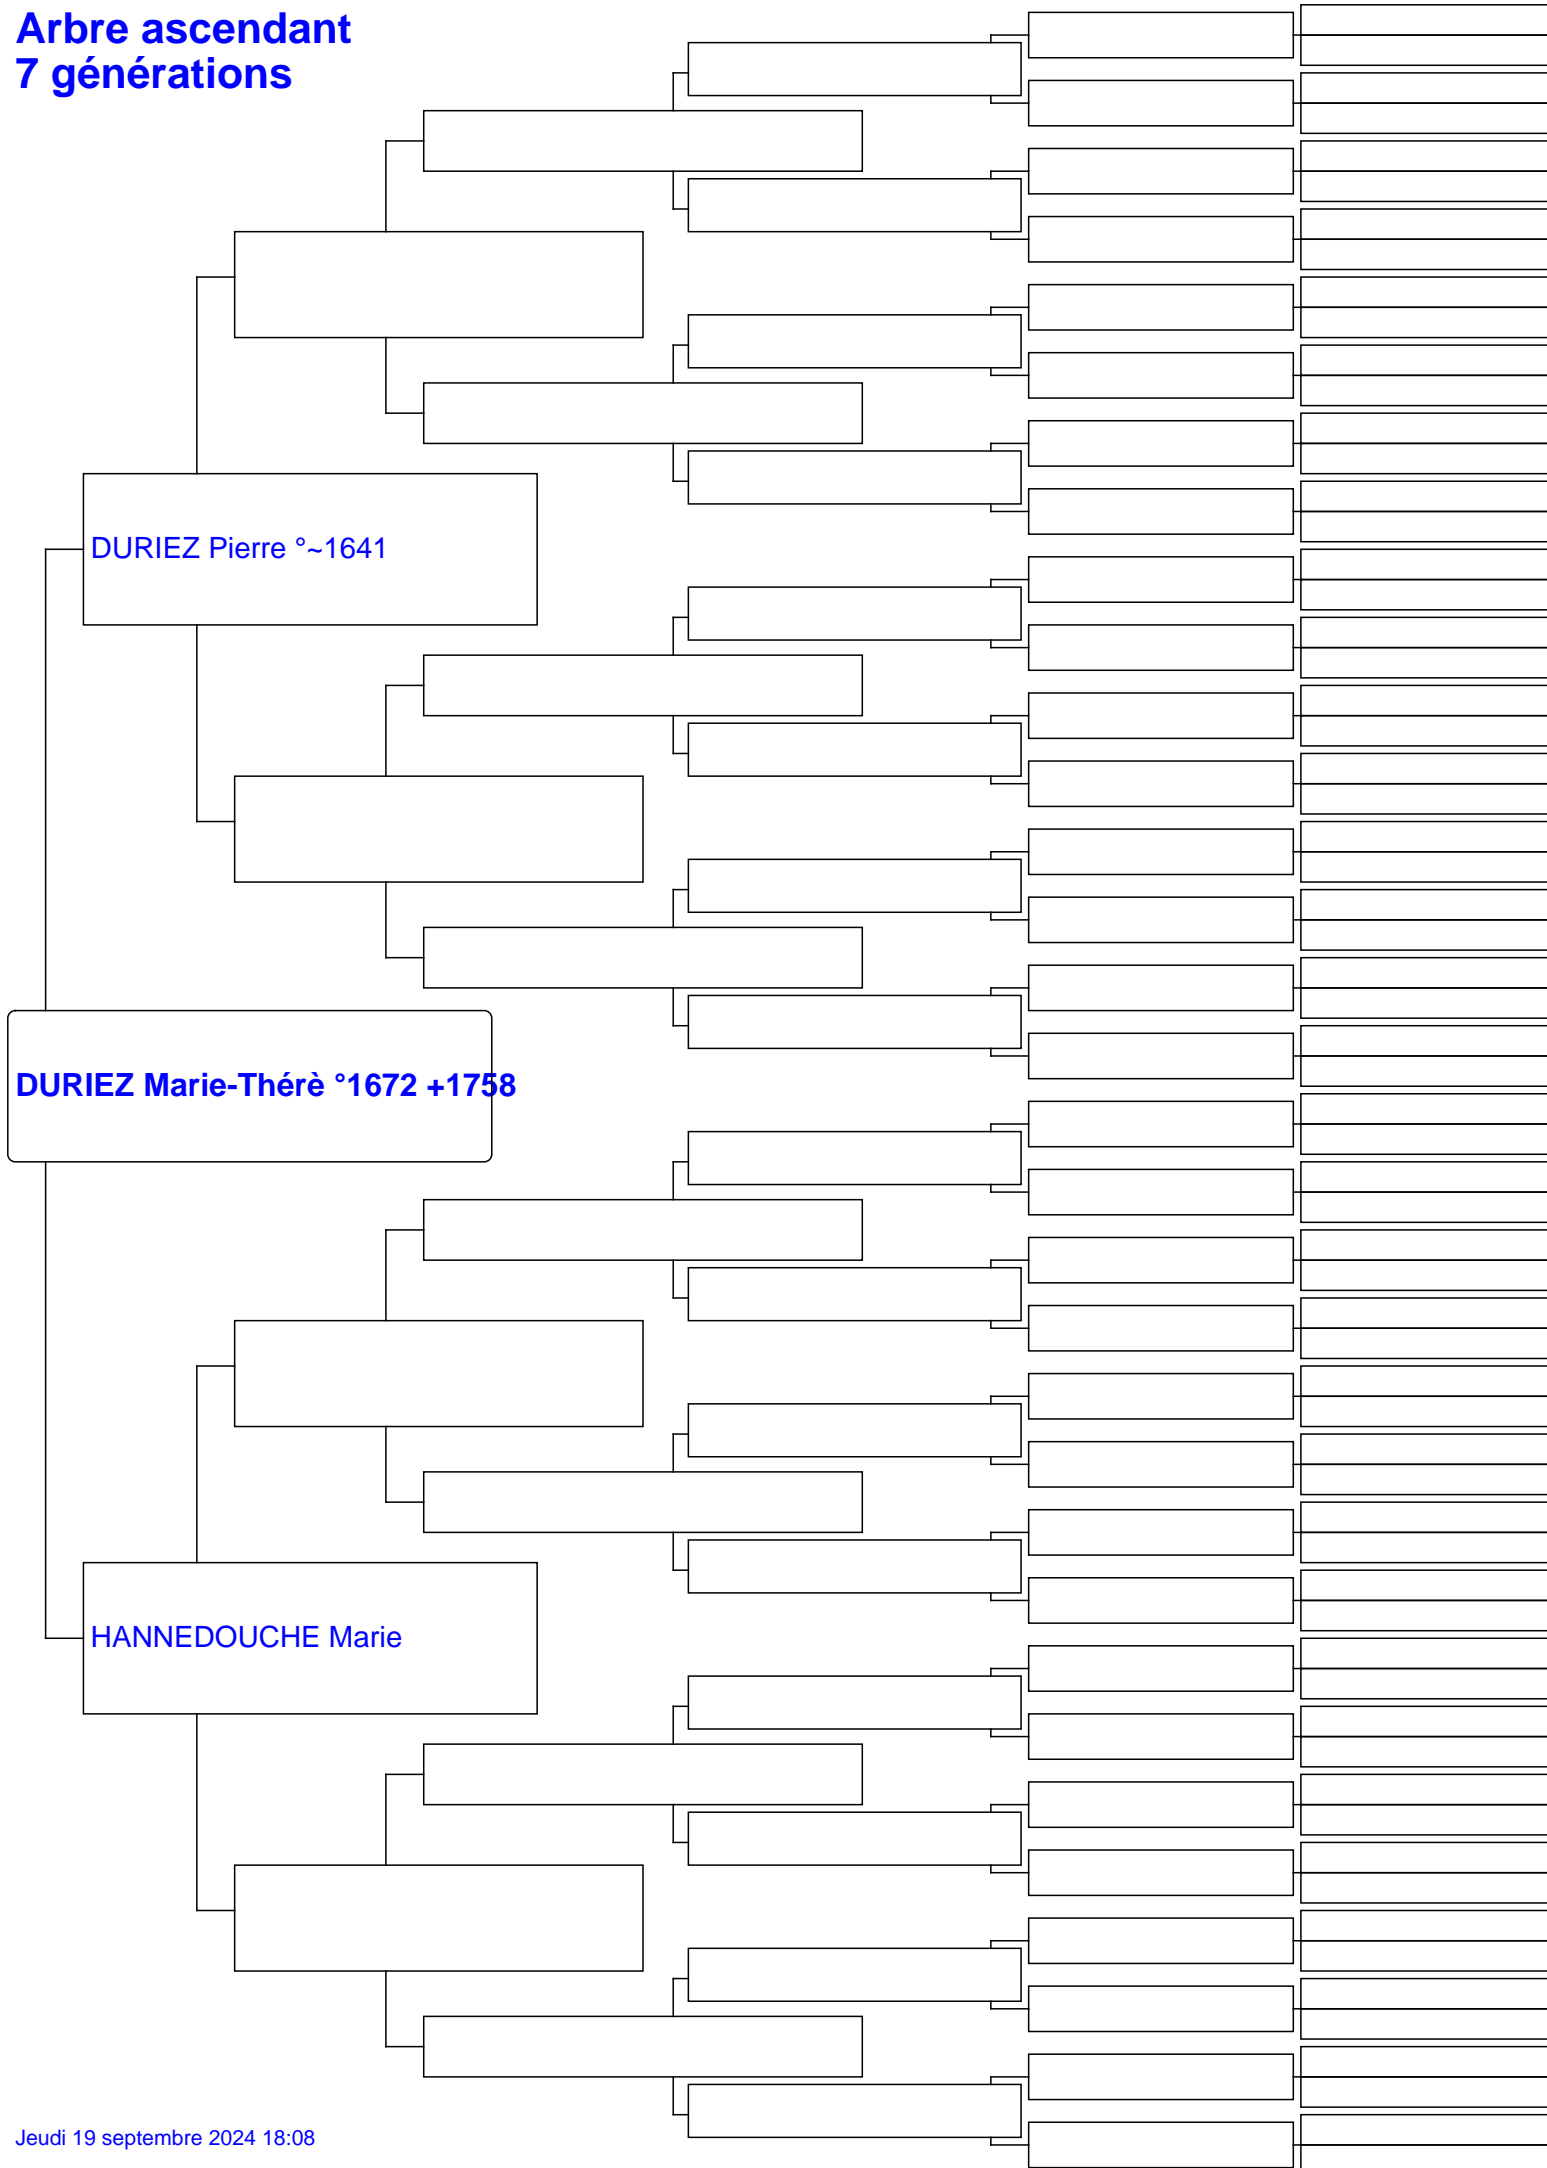 Arbre ascendant
7 générations
DURIEZ Pierre °~1641
DURIEZ Marie-Thérè °1672 +1758
HANNEDOUCHE Marie
Jeudi 19 septembre 2024 18:08